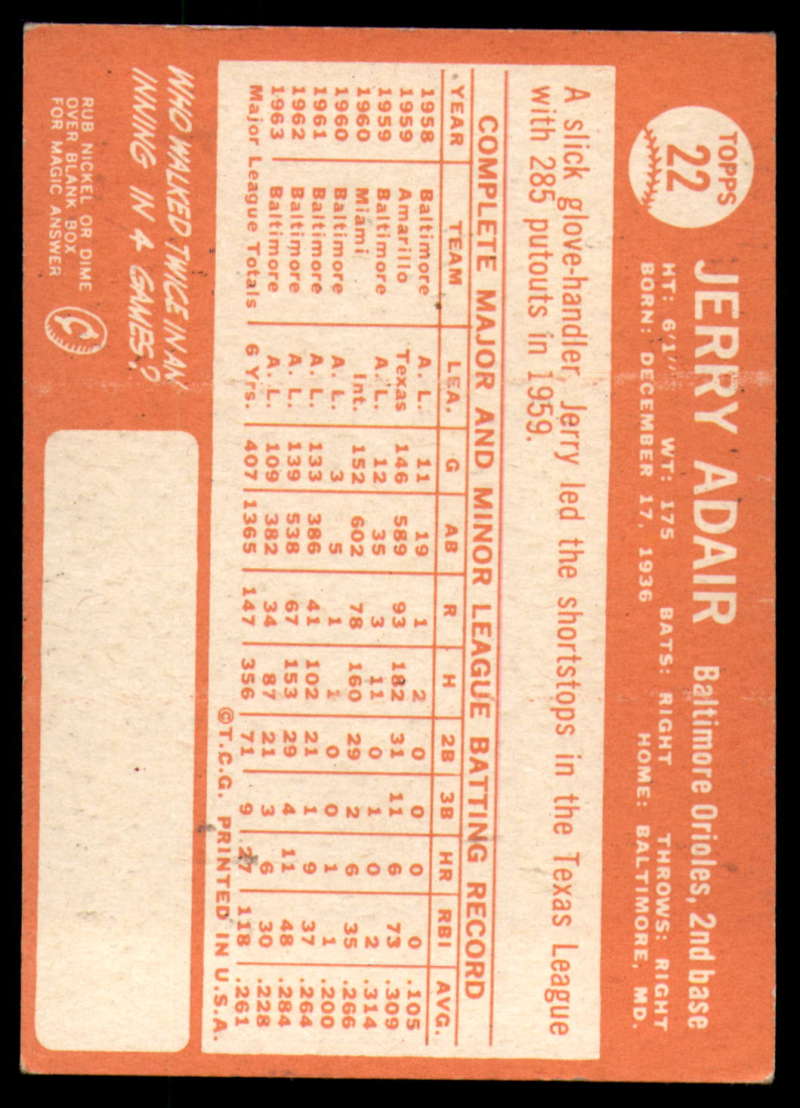 TOPPS
22
JERRY ADAIR Baltimore Orioles, 2nd base
HT: 6'1" WT: 175 BATS: RIGHT THROWS: RIGHT
BORN: DECEMBER 17, 1936 HOME: BALTIMORE, MD.
A slick glove-handler, Jerry led the shortstops in the Texas League
with 285 putouts in 1959.
COMPLETE MAJOR AND MINOR LEAGUE BATTING RECORD
YEAR TEAM LEA. G AB R H 2B 3B HR RBI AVG.
1958 Baltimore A. L. 11 19 1 2 0 0 0 0 .105
1959 Amarillo Texas 146 589 93 182 31 11 6 73 .309
1959 Baltimore A. L. 12 35 3 11 0 1 0 2 .314
1960 Miami Int. 152 602 78 160 29 2 6 35 .266
1960 Baltimore A. L. 3 5 1 1 0 0 1 1 .200
1961 Baltimore A. L. 133 386 41 102 21 1 9 37 .264
1962 Baltimore A. L. 139 538 67 153 29 4 11 48 .284
1963 Baltimore A. L. 109 382 34 87 21 3 6 30 .228
Major League Totals 6 Yrs. 407 1365 147 356 71 9 27 118 .261
©T.C.G. PRINTED IN U.S.A.
WHO WALKED TWICE IN AN
INNING IN 4 GAMES?
RUB NICKEL OR DIME
OVER BLANK BOX
FOR MAGIC ANSWER